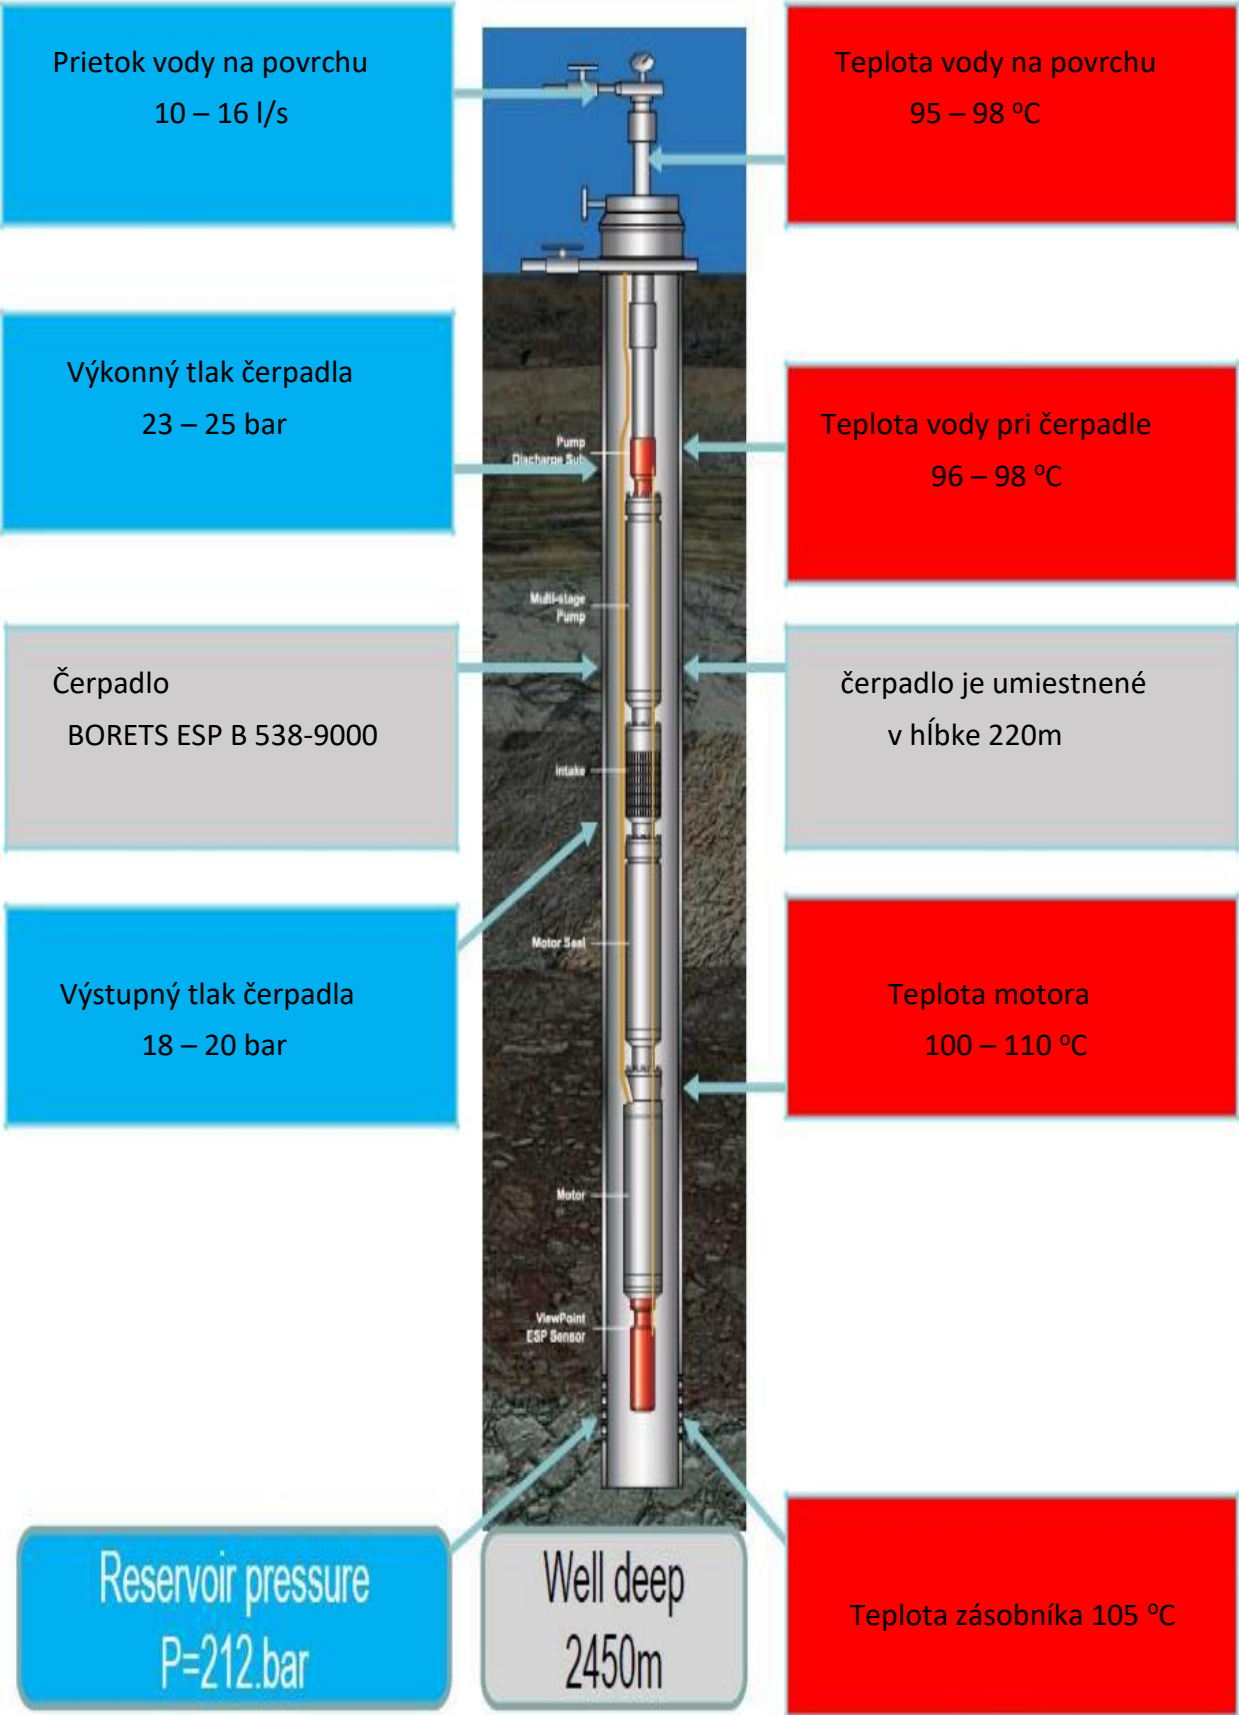 Prietok vody na povrchu
10 – 16 l/s
Teplota vody na povrchu
95 – 98 °C
Výkonný tlak čerpadla
23 – 25 bar
Teplota vody pri čerpadle
96 – 98 °C
Pump
Discharge Sub
Multi-stage
Pump
Čerpadlo
BORETS ESP B 538-9000
čerpadlo je umiestnené
v hĺbke 220m
intake
Výstupný tlak čerpadla
18 – 20 bar
Motor Seal
Teplota motora
100 – 110 °C
Motor
ViewPoint
ESP Sensor
Reservoir pressure
P=212.bar
Well deep
2450m
Teplota zásobníka 105 °C